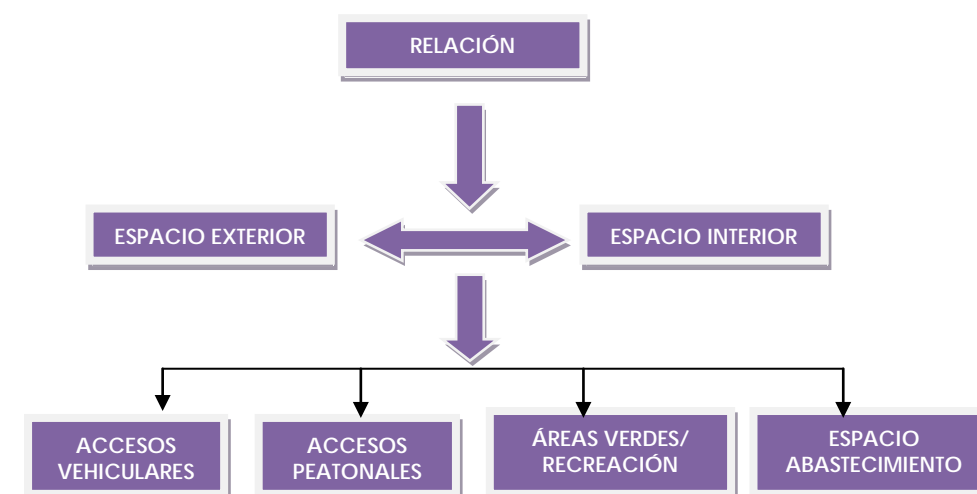 RELACIÓN
ESPACIO EXTERIOR
ESPACIO INTERIOR
ACCESOS
VEHICULARES
ACCESOS
PEATONALES
ÁREAS VERDES/
RECREACIÓN
ESPACIO
ABASTECIMIENTO